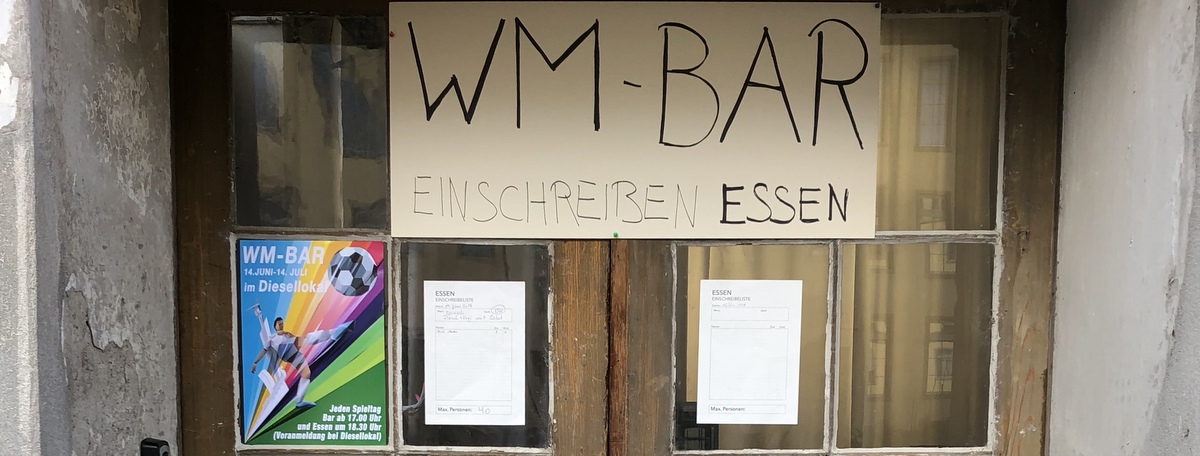 WM-BAR
EINSCHREIBEN ESSEN
WM-BAR
14.JUNI-14. JULI
im Diesellokal
Jeden Spieltag
Bar ab 17.00 Uhr
und Essen um 18.30 Uhr
(Voranmeldung bei Diesellokal)
ESSEN
EINSCHREIBELISTE
Max. Personen: 40
ESSEN
EINSCHREIBELISTE
Max. Personen: